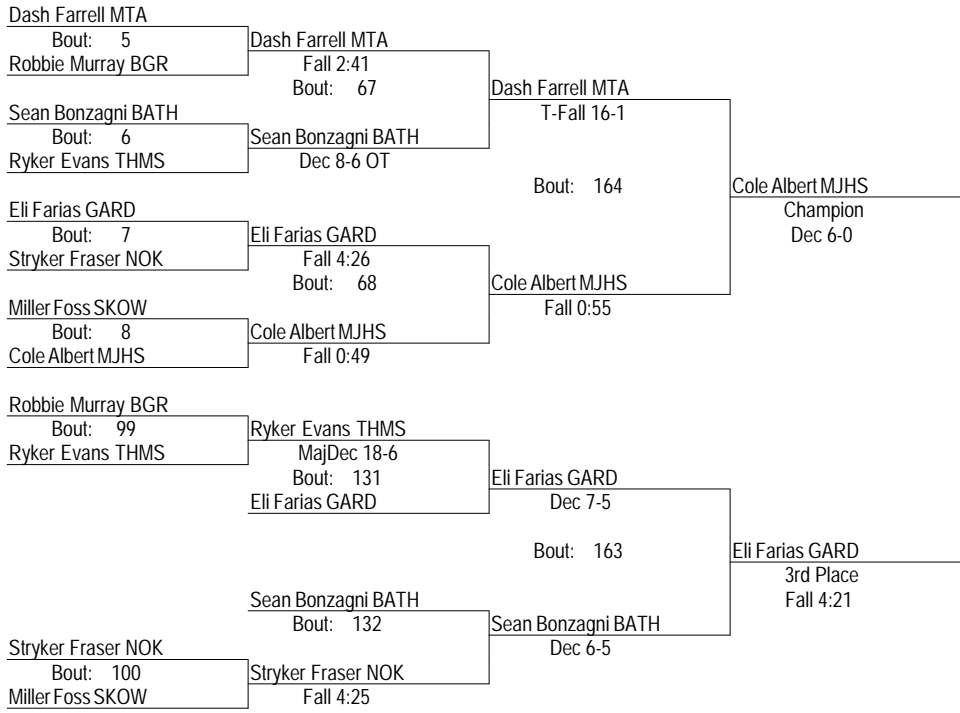 Dash Farrell MTA
Bout: 5
Robbie Murray BGR
Sean Bonzagni BATH
Bout: 6
Ryker Evans THMS
Eli Farias GARD
Bout: 7
Stryker Fraser NOK
Miller Foss SKOW
Bout: 8
Cole Albert MJHS
Dash Farrell MTA
Fall 2:41
Bout: 67
Sean Bonzagni BATH
Dec 8-6 OT
Eli Farias GARD
Fall 4:26
Bout: 68
Cole Albert MJHS
Fall 0:49
Dash Farrell MTA
T-Fall 16-1
Bout: 164
Cole Albert MJHS
Fall 0:55
Cole Albert MJHS
Champion
Dec 6-0
Robbie Murray BGR
Bout: 99
Ryker Evans THMS
Stryker Fraser NOK
Bout: 100
Miller Foss SKOW
Ryker Evans THMS
MajDec 18-6
Bout: 131
Eli Farias GARD
Sean Bonzagni BATH
Bout: 132
Stryker Fraser NOK
Fall 4:25
Eli Farias GARD
Dec 7-5
Bout: 163
Sean Bonzagni BATH
Dec 6-5
Eli Farias GARD
3rd Place
Fall 4:21